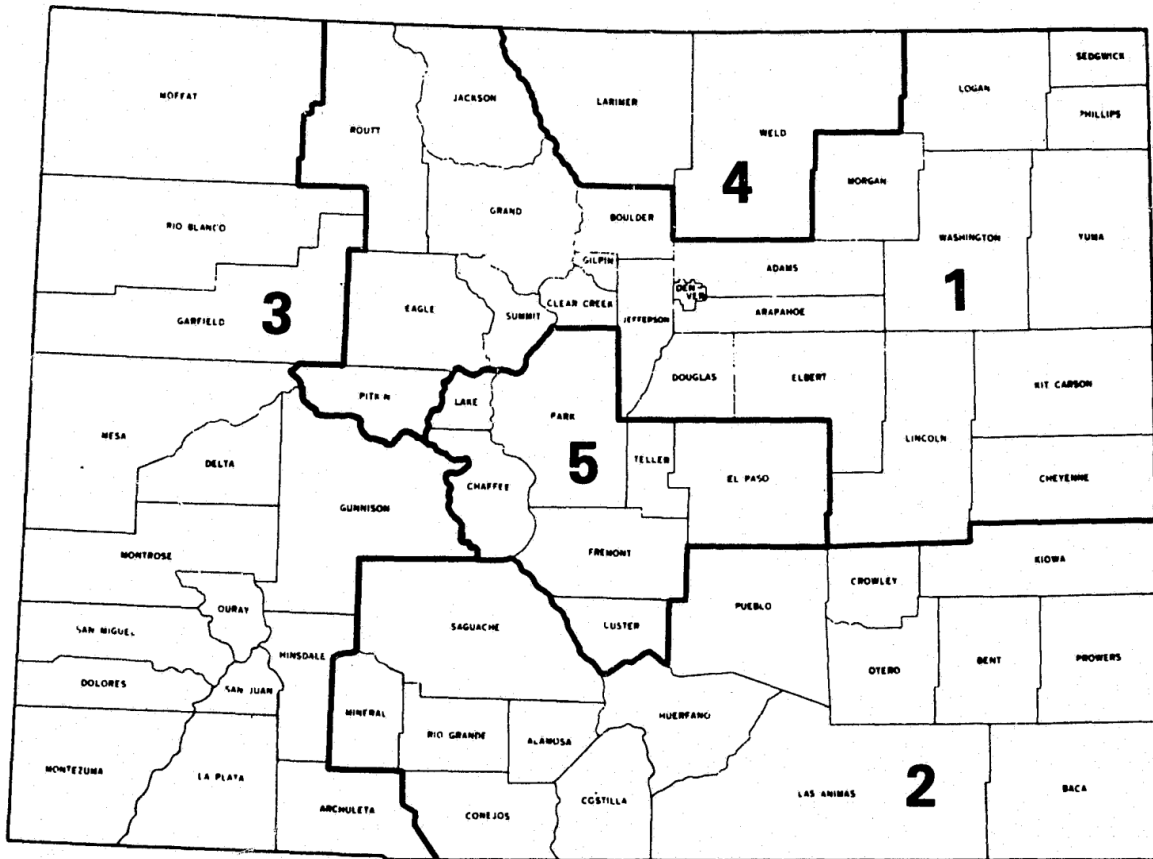 SEDGWICK
LOGAN
MOFFAT
JACKSON
LARIMER
PHILLIPS
ROUTT
WELD
4
MORGAN
GRAND
BOULDER
RIO BLANCO
WASHINGTON
YUMA
GILPIN
ADAMS
DEN
VER
1
EAGLE
CLEAR CREEK
3
SUMMIT
ARAPAHOE
GARFIELD
JEFFERSON
DOUGLAS
ELBERT
KIT CARSON
PITKIN
LAKE
PARK
MESA
LINCOLN
5
TELLER
DELTA
EL PASO
CHEYENNE
CHAFFEE
GUNNISON
MONTROSE
FREMONT
KIOWA
CROWLEY
OURAY
PUEBLO
SAN MIGUEL
SAGUACHE
CUSTER
HINSDALE
OTERO
BENT
PROWERS
DOLORES
SAN JUAN
MINERAL
HUERFANO
RIO GRANDE
ALAMOSA
MONTEZUMA
LA PLATA
COSTILLA
LAS ANIMAS
2
BACA
ARCHULETA
CONEJOS